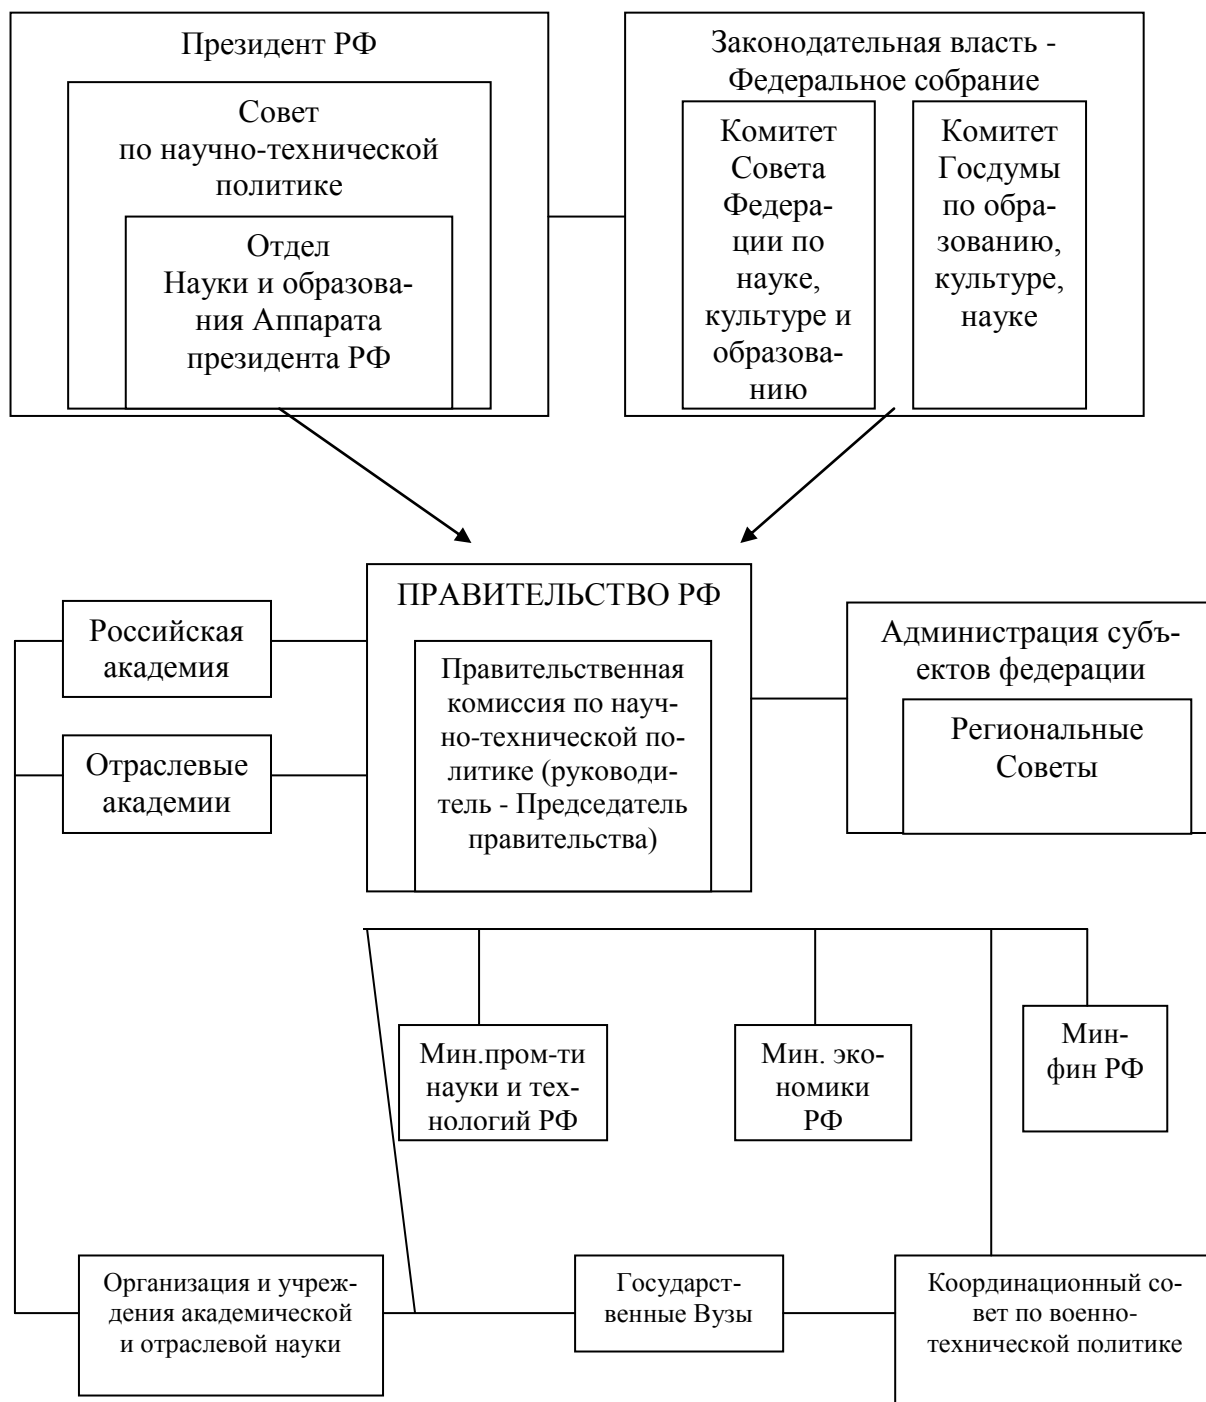 Президент РФ
Совет
по научно-технической
политике
Отдел
Науки и образова-
ния Аппарата
президента РФ
Законодательная власть -
Федеральное собрание
Комитет
Совета
Федера-
ции по
науке,
культуре и
образова-
нию
Комитет
Госдумы
по обра-
зованию,
культуре,
науке
Российская
академия
Отраслевые
академии
ПРАВИТЕЛЬСТВО РФ
Правительственная
комиссия по науч-
но-технической по-
литике (руководи-
тель - Председатель
правительства)
Администрация субъ-
ектов федерации
Региональные
Советы
Мин.пром-ти
науки и тех-
нологий РФ
Мин. эко-
номики
РФ
Мин-
фин РФ
Организация и учреж-
дения академической
и отраслевой науки
Государст-
венные Вузы
Координационный со-
вет по военно-
технической политике